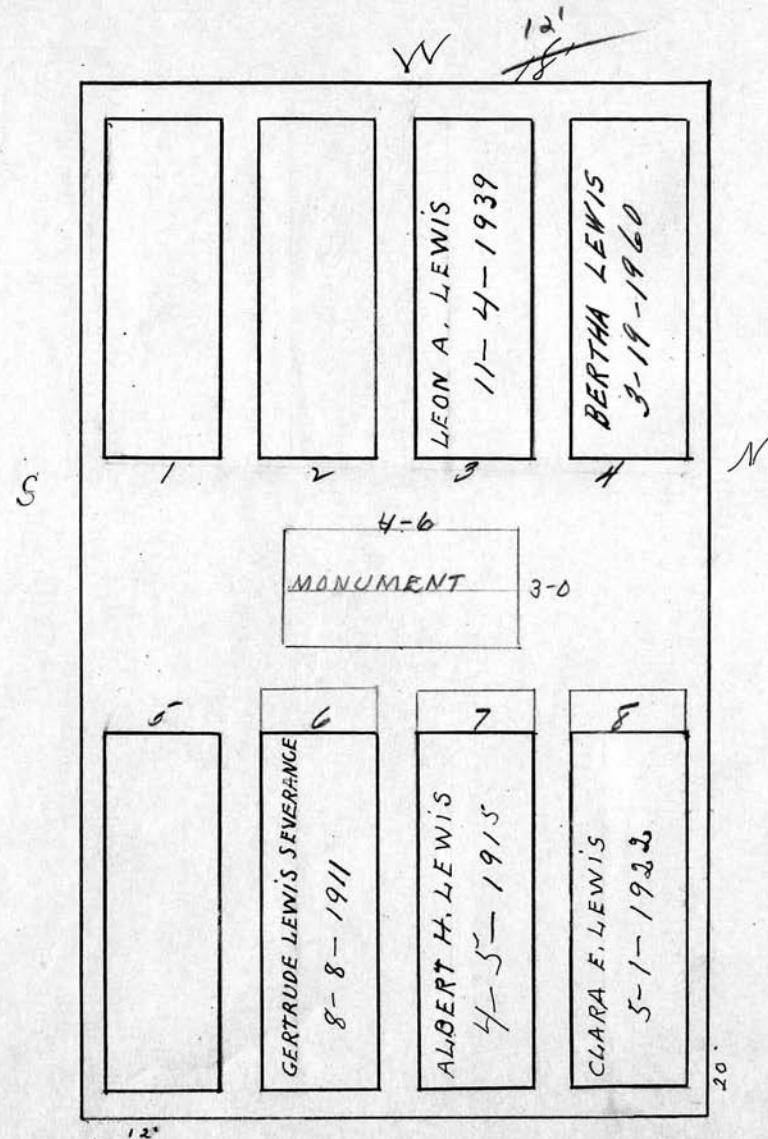 W
12'
18'
LEON A. LEWIS
11-4-1939
BERTHA LEWIS
3-19-1960
S
1
2
3
4
N
4-6
MONUMENT
3-0
5
6
7
8
GERTRUDE LEWIS SEVERANCE
8-8-1911
ALBERT H. LEWIS
4-5-1915
CLARA E. LEWIS
5-1-1922
20'
12'